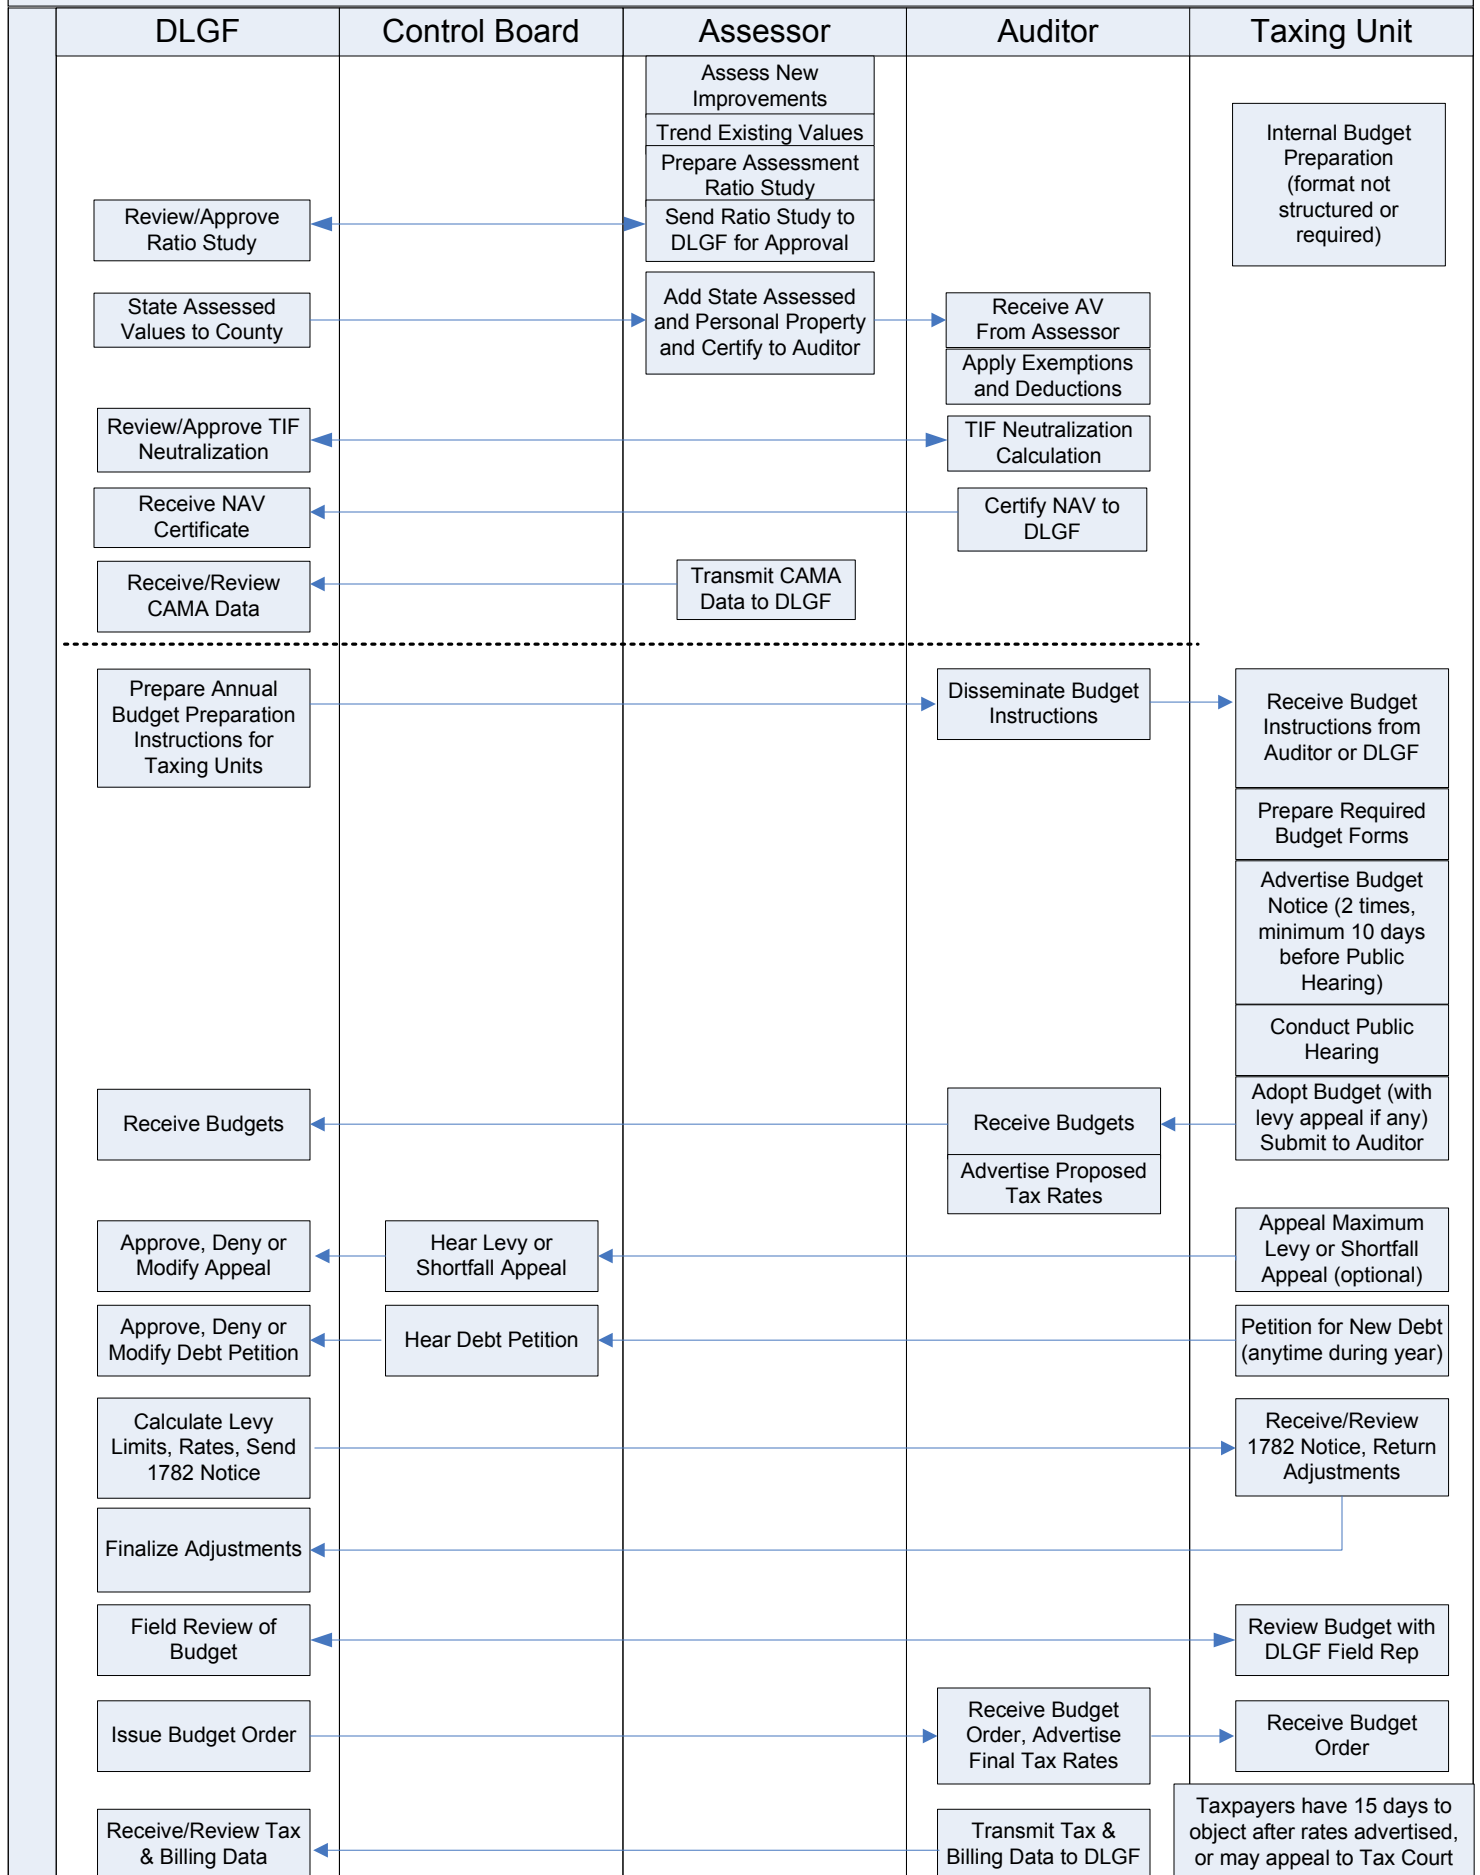 DLGF
Control Board
Assessor
Auditor
Taxing Unit
Assess New
Improvements
Trend Existing Values
Prepare Assessment
Ratio Study
Internal Budget
Preparation
(format not
structured or
required)
Review/Approve
Ratio Study
Send Ratio Study to
DLGF for Approval
State Assessed
Values to County
Add State Assessed
and Personal Property
and Certify to Auditor
Receive AV
From Assessor
Apply Exemptions
and Deductions
Review/Approve TIF
Neutralization
TIF Neutralization
Calculation
Receive NAV
Certificate
Certify NAV to
DLGF
Receive/Review
CAMA Data
Transmit CAMA
Data to DLGF
Prepare Annual
Budget Preparation
Instructions for
Taxing Units
Disseminate Budget
Instructions
Receive Budget
Instructions from
Auditor or DLGF
Prepare Required
Budget Forms
Advertise Budget
Notice (2 times,
minimum 10 days
before Public
Hearing)
Conduct Public
Hearing
Receive Budgets
Receive Budgets
Adopt Budget (with
levy appeal if any)
Submit to Auditor
Advertise Proposed
Tax Rates
Approve, Deny or
Modify Appeal
Hear Levy or
Shortfall Appeal
Appeal Maximum
Levy or Shortfall
Appeal (optional)
Approve, Deny or
Modify Debt Petition
Hear Debt Petition
Petition for New Debt
(anytime during year)
Calculate Levy
Limits, Rates, Send
1782 Notice
Receive/Review
1782 Notice, Return
Adjustments
Finalize Adjustments
Field Review of
Budget
Review Budget with
DLGF Field Rep
Issue Budget Order
Receive Budget
Order, Advertise
Final Tax Rates
Receive Budget
Order
Receive/Review Tax
& Billing Data
Transmit Tax &
Billing Data to DLGF
Taxpayers have 15 days to
object after rates advertised,
or may appeal to Tax Court